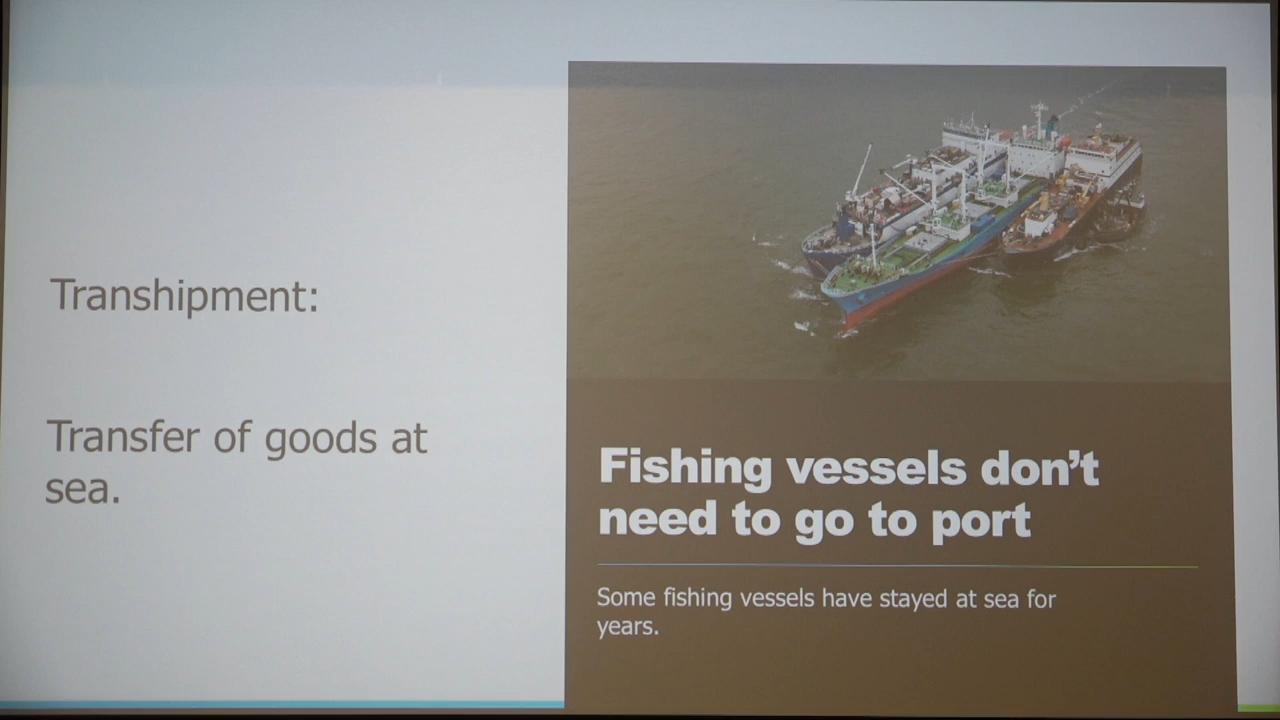 Transhipment:
Transfer of goods at
sea.
Fishing vessels don’t
need to go to port
Some fishing vessels have stayed at sea for
years.